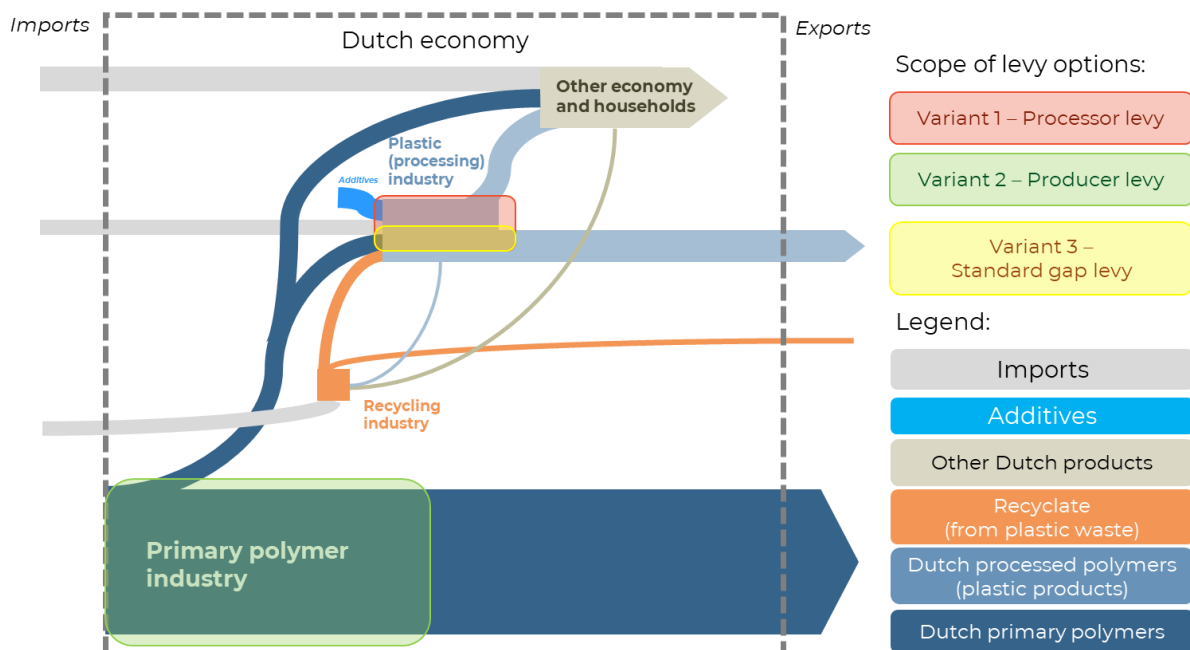 Imports
Dutch economy
Exports
Other economy
and households
Plastic
(processing)
industry
Additives
Recycling
industry
Primary polymer
industry
Scope of levy options:
Variant 1 – Processor levy
Variant 2 – Producer levy
Variant 3 –
Standard gap levy
Legend:
Imports
Additives
Other Dutch products
Recyclate
(from plastic waste)
Dutch processed polymers
(plastic products)
Dutch primary polymers